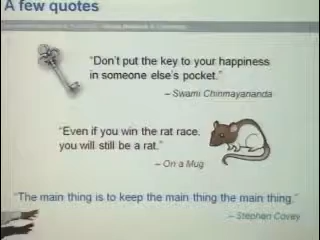 A few quotes
"Don't put the key to your happiness
in someone else's pocket."
– Swami Chinmayananda
"Even if you win the rat race,
you will still be a rat."
– On a Mug
"The main thing is to keep the main thing the main thing."
– Stephen Covey